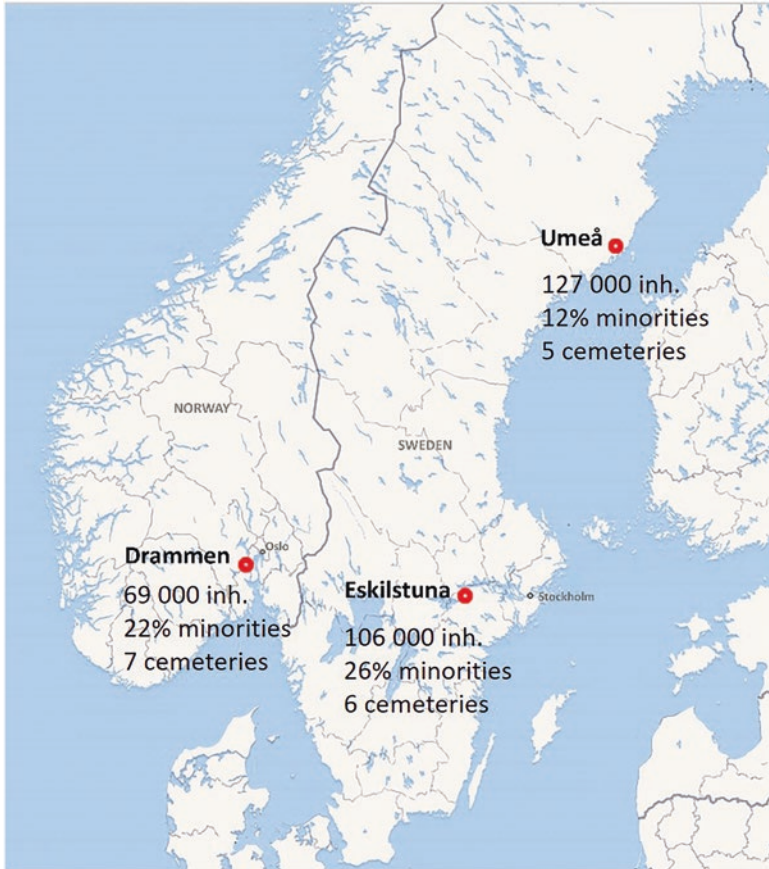 Umeå
127 000 inh.
12% minorities
5 cemeteries
NORWAY
SWEDEN
Drammen
Oslo
69 000 inh.
22% minorities
7 cemeteries
Eskilstuna
Stockholm
106 000 inh.
26% minorities
6 cemeteries